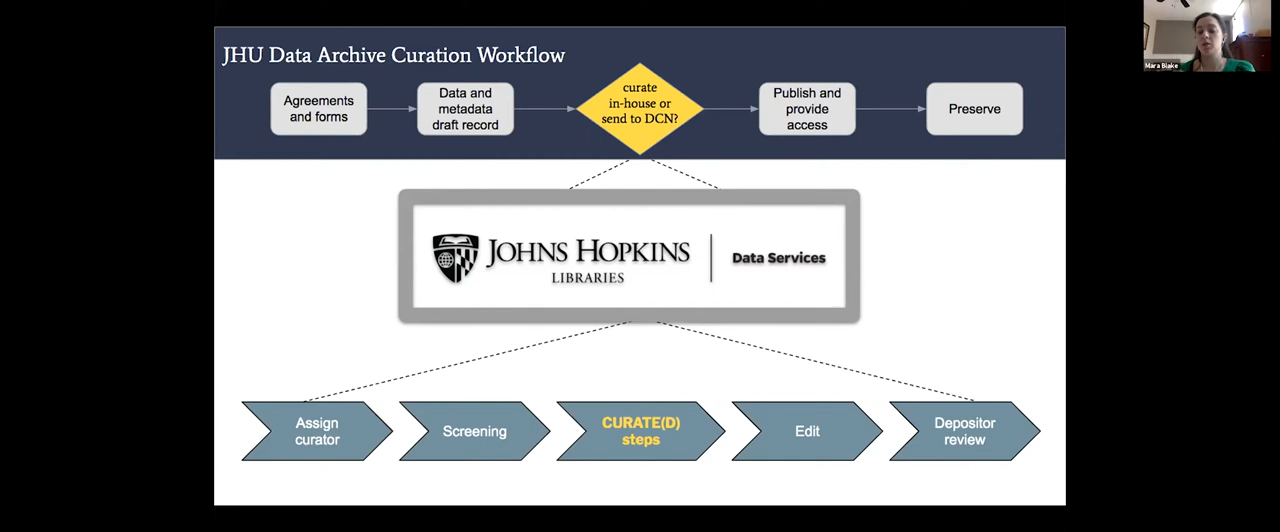 JHU Data Archive Curation Workflow
Agreements
and forms
Data and
metadata
draft record
curate
in-house or
send to DCN?
Publish and
provide
access
Preserve
JOHNS HOPKINS
LIBRARIES
Data Services
Assign
curator
Screening
CURATE(D)
steps
Edit
Depositor
review
Mara Blake